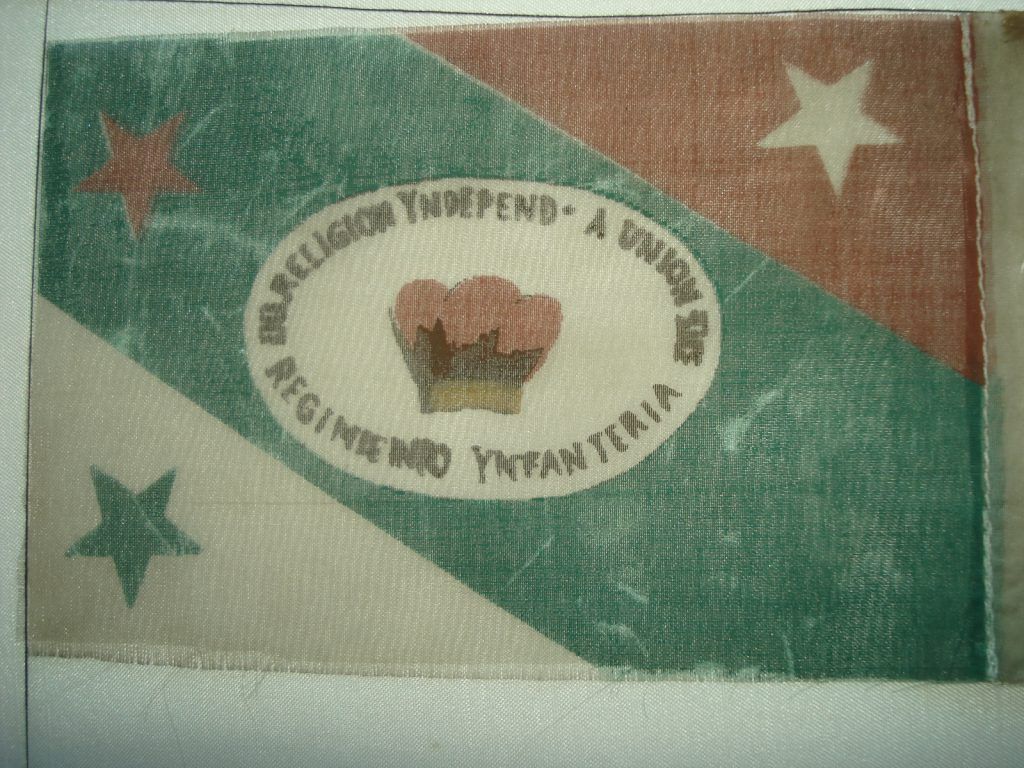 RELIGION YNDEPEND- A UNION
REGIMIENTO YNFANTERIA